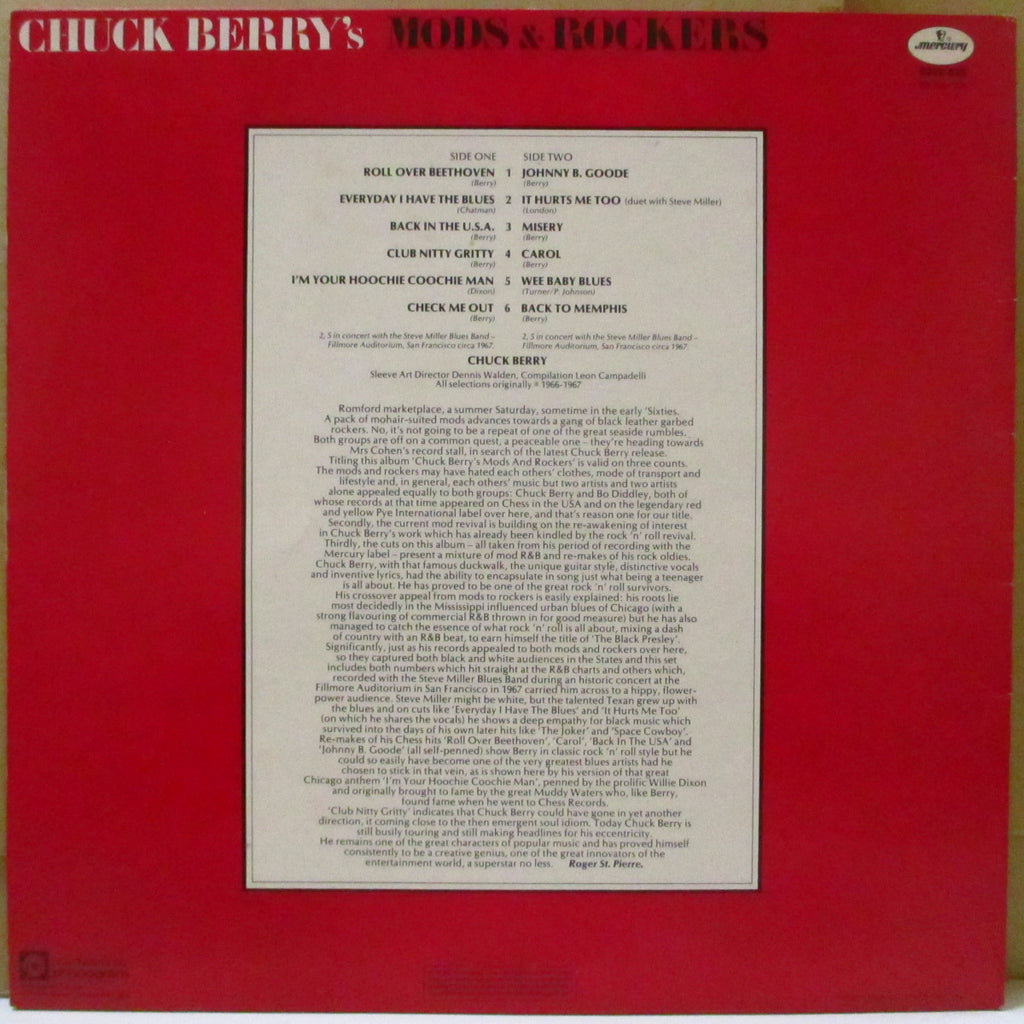 CHUCK BERRY's MODS & ROCKERS
mercury
SIDE ONE
ROLL OVER BEETHOVEN 1
(Berry)
EVERYDAY I HAVE THE BLUES 2
(Chatman)
BACK IN THE U.S.A. 3
(Berry)
CLUB NITTY GRITTY 4
(Berry)
I'M YOUR HOOCHIE COOCHIE MAN 5
(Dixon)
CHECK ME OUT 6
(Berry)
2, 5 in concert with the Steve Miller Blues Band –
Fillmore Auditorium, San Francisco circa 1967.
SIDE TWO
JOHNNY B. GOODE
(Berry)
IT HURTS ME TOO (duet with Steve Miller)
(London)
MISERY
(Berry)
CAROL
(Berry)
WEE BABY BLUES
(Turner/P. Johnson)
BACK TO MEMPHIS
(Berry)
2, 5 in concert with the Steve Miller Blues Band –
Fillmore Auditorium, San Francisco circa 1967.
CHUCK BERRY
Sleeve Art Director Dennis Walden, Compilation Leon Campadelli
All selections originally ℗ 1966-1967
Romford marketplace, a summer Saturday, sometime in the early 'Sixties.
A pack of mohair-suited mods advances towards a gang of black leather garbed
rockers. No, it's not going to be a repeat of one of the great seaside rumbles.
Both groups are off on a common quest, a peaceable one – they're heading towards
Mrs Cohen's record stall, in search of the latest Chuck Berry release.
Titling this album 'Chuck Berry's Mods And Rockers' is valid on three counts.
The mods and rockers may have hated each others' clothes, mode of transport and
lifestyle and, in general, each others' music but two artists and two artists
alone appealed equally to both groups: Chuck Berry and Bo Diddley, both of
whose records at that time appeared on Chess in the USA and on the legendary red
and yellow Pye International label over here, and that's reason one for our title.
Secondly, the current mod revival is building on the re-awakening of interest
in Chuck Berry's work which has already been kindled by the rock 'n' roll revival.
Thirdly, the cuts on this album – all taken from his period of recording with the
Mercury label – present a mixture of mod R&B and re-makes of his rock oldies.
Chuck Berry, with that famous duckwalk, the unique guitar style, distinctive vocals
and inventive lyrics, had the ability to encapsulate in song just what being a teenager
is all about. He has proved to be one of the great rock 'n' roll survivors.
His crossover appeal from mods to rockers is easily explained: his roots lie
most decidedly in the Mississippi influenced urban blues of Chicago (with a
strong flavouring of commercial R&B thrown in for good measure) but he has also
managed to catch the essence of what rock 'n' roll is all about, mixing a dash
of country with an R&B beat, to earn himself the title of 'The Black Presley'.
Significantly, just as his records appealed to both mods and rockers over here,
so they captured both black and white audiences in the States and this set
includes both numbers which hit straight at the R&B charts and others which,
recorded with the Steve Miller Blues Band during an historic concert at the
Fillmore Auditorium in San Francisco in 1967 carried him across to a hippy, flower-
power audience. Steve Miller might be white, but the talented Texan grew up with
the blues and on cuts like 'Everyday I Have The Blues' and 'It Hurts Me Too'
(on which he shares the vocals) he shows a deep empathy for black music which
survived into the days of his own later hits like 'The Joker' and 'Space Cowboy'.
Re-makes of his Chess hits 'Roll Over Beethoven', 'Carol', 'Back In The USA' and
'Johnny B. Goode' (all self-penned) show Berry in classic rock 'n' roll style but he
could so easily have become one of the very greatest blues artists had he
chosen to stick in that vein, as is shown here by his version of that great
Chicago anthem 'I'm Your Hoochie Coochie Man', penned by the prolific Willie Dixon
and originally brought to fame by the great Muddy Waters who, like Berry,
found fame when he went to Chess Records.
'Club Nitty Gritty' indicates that Chuck Berry could have gone in yet another
direction, it coming close to the then emergent soul idiom. Today Chuck Berry is
still busily touring and still making headlines for his eccentricity.
He remains one of the great characters of popular music and has proved himself
consistently to be a creative genius, one of the great innovators of the
entertainment world, a superstar no less. Roger St. Pierre.